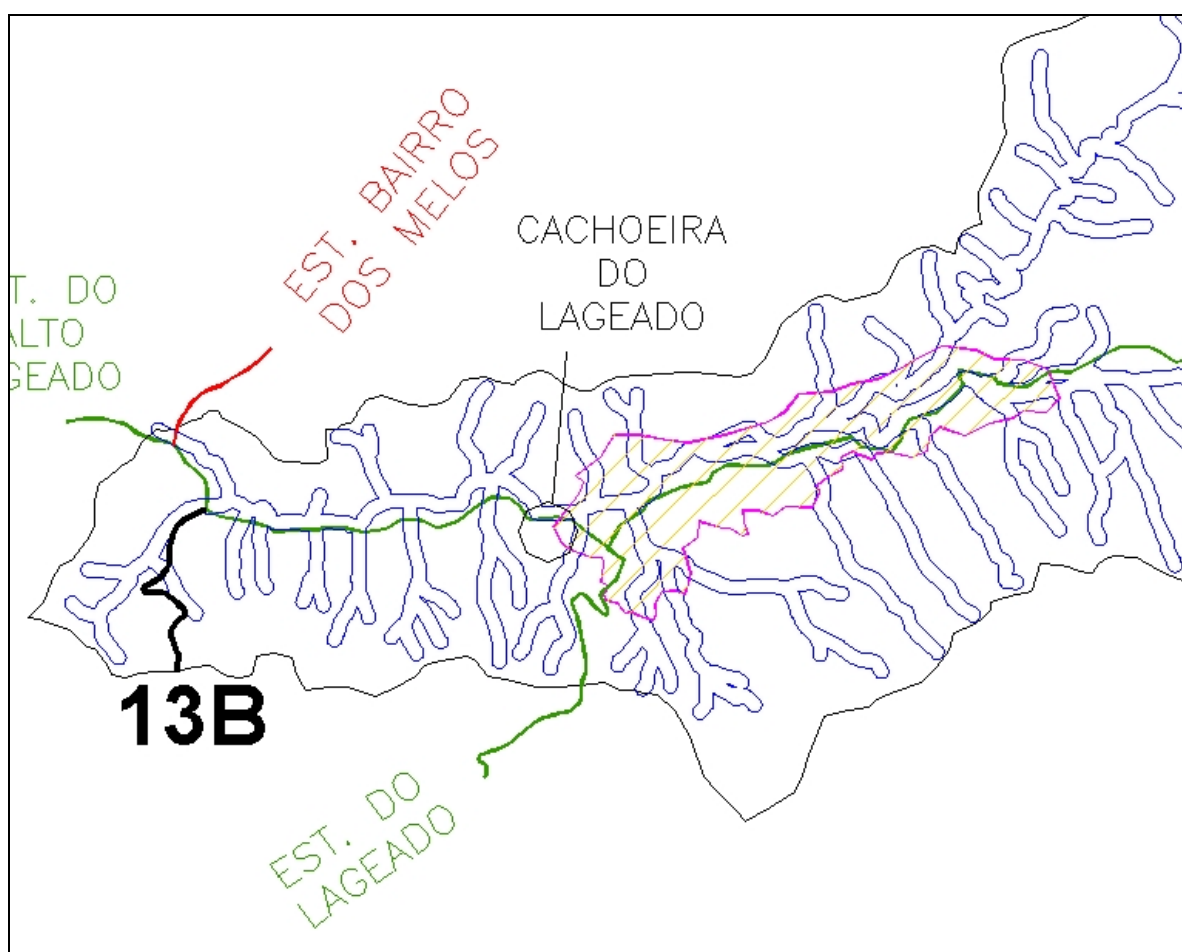 EST. BAIRRO
DOS MELOS
CACHOEIRA
DO
LAGEADO
T. DO
ALTO
GEADO
13B
EST. DO
LAGEADO